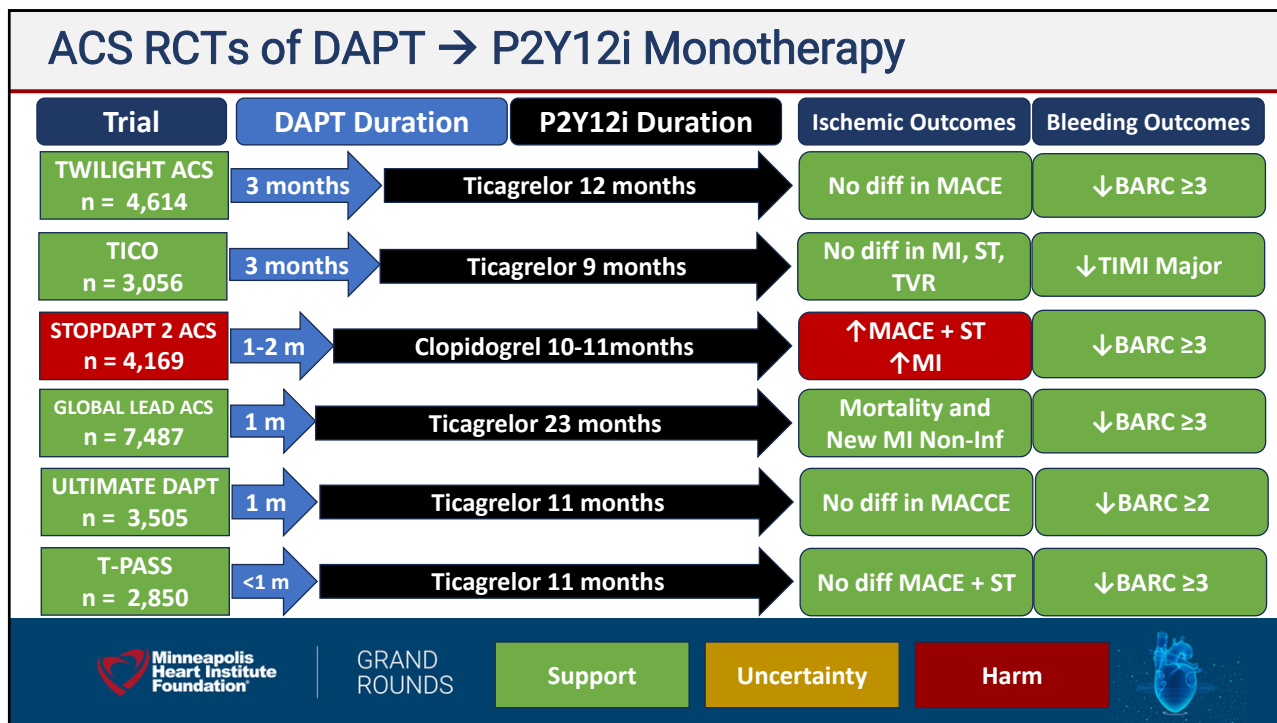 ACS RCTs of DAPT → P2Y12i Monotherapy
Trial
DAPT Duration
P2Y12i Duration
Ischemic Outcomes
Bleeding Outcomes
TWILIGHT ACS
n = 4,614
3 months
Ticagrelor 12 months
No diff in MACE
↓BARC ≥3
TICO
n = 3,056
3 months
Ticagrelor 9 months
No diff in MI, ST,
TVR
↓TIMI Major
STOPDAPT 2 ACS
n = 4,169
1-2 m
Clopidogrel 10-11months
↑MACE + ST
↑MI
↓BARC ≥3
GLOBAL LEAD ACS
n = 7,487
1 m
Ticagrelor 23 months
Mortality and
New MI Non-Inf
↓BARC ≥3
ULTIMATE DAPT
n = 3,505
1 m
Ticagrelor 11 months
No diff in MACCE
↓BARC ≥2
T-PASS
n = 2,850
<1 m
Ticagrelor 11 months
No diff MACE + ST
↓BARC ≥3
Minneapolis
Heart Institute
Foundation®
GRAND
ROUNDS
Support
Uncertainty
Harm